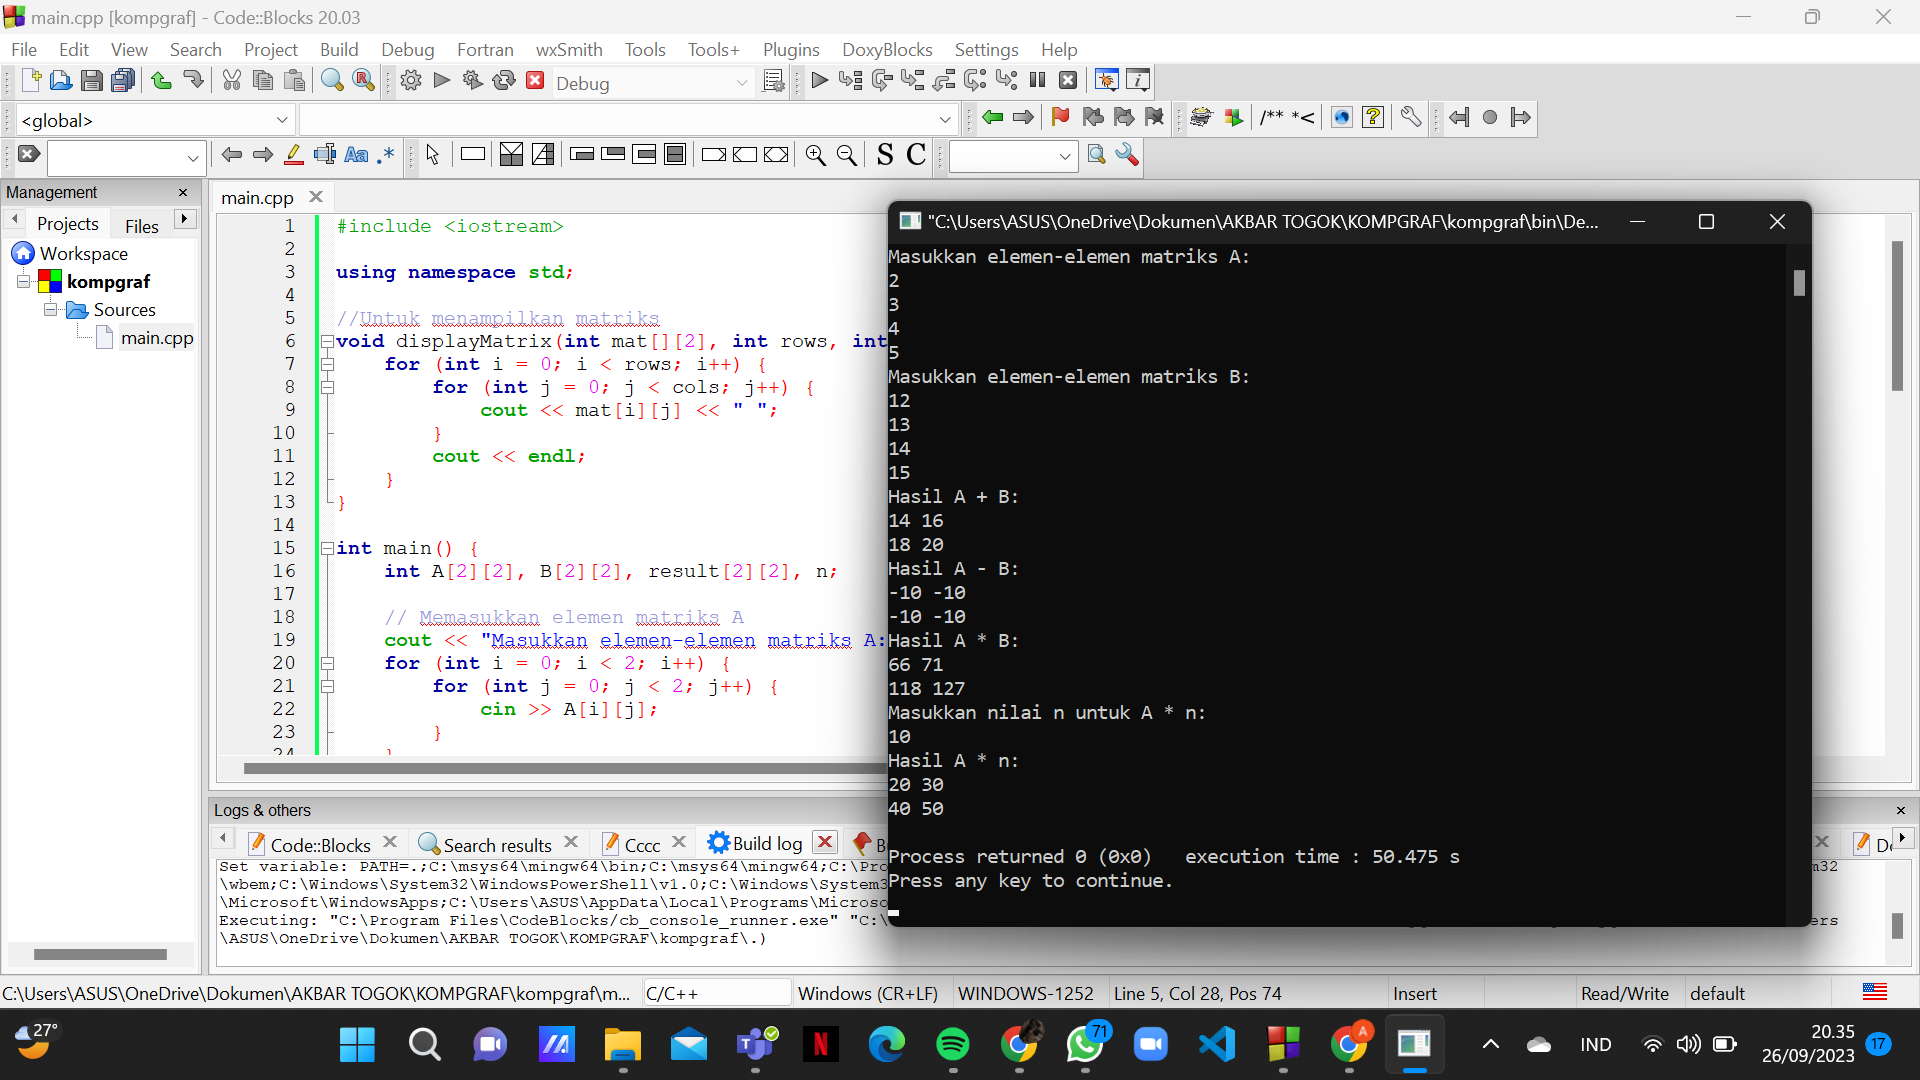 main.cpp [kompgraf] - Code::Blocks 20.03
File Edit View Search Project Build Debug Fortran wxSmith Tools Tools+ Plugins DoxyBlocks Settings Help
Debug
<global>
/** *<
Aa .* S C
Management
Projects Files
Workspace
kompgraf
Sources
main.cpp
main.cpp
1 #include <iostream>
2
3 using namespace std;
4
5 //Untuk menampilkan matriks
6 void displayMatrix(int mat[][2], int rows, int
7 for (int i = 0; i < rows; i++) {
8 for (int j = 0; j < cols; j++) {
9 cout << mat[i][j] << " ";
10 }
11 cout << endl;
12 }
13 }
14
15 int main() {
16 int A[2][2], B[2][2], result[2][2], n;
17
18 // Memasukkan elemen matriks A
19 cout << "Masukkan elemen-elemen matriks A:
20 for (int i = 0; i < 2; i++) {
21 for (int j = 0; j < 2; j++) {
22 cin >> A[i][j];
23 }
24 }
"C:\Users\ASUS\OneDrive\Dokumen\AKBAR TOGOK\KOMPGRAF\kompgraf\bin\De...
Masukkan elemen-elemen matriks A:
2
3
4
5
Masukkan elemen-elemen matriks B:
12
13
14
15
Hasil A + B:
14 16
18 20
Hasil A - B:
-10 -10
-10 -10
Hasil A * B:
66 71
118 127
Masukkan nilai n untuk A * n:
10
Hasil A * n:
20 30
40 50
Process returned 0 (0x0)   execution time : 50.475 s
Press any key to continue.
Logs & others
Code::Blocks Search results Cccc Build log
Set variable: PATH=.;C:\msys64\mingw64\bin;C:\msys64\mingw64;C:\Pro
\wbem;C:\Windows\System32\WindowsPowerShell\v1.0;C:\Windows\System3
\Microsoft\WindowsApps;C:\Users\ASUS\AppData\Local\Programs\Microso
Executing: "C:\Program Files\CodeBlocks/cb_console_runner.exe" "C:\
\ASUS\OneDrive\Dokumen\AKBAR TOGOK\KOMPGRAF\kompgraf\.)
m32
ers
C:\Users\ASUS\OneDrive\Dokumen\AKBAR TOGOK\KOMPGRAF\kompgraf\m... C/C++ Windows (CR+LF) WINDOWS-1252 Line 5, Col 28, Pos 74 Insert Read/Write default
27°
71
A
IND
20.35
26/09/2023
17